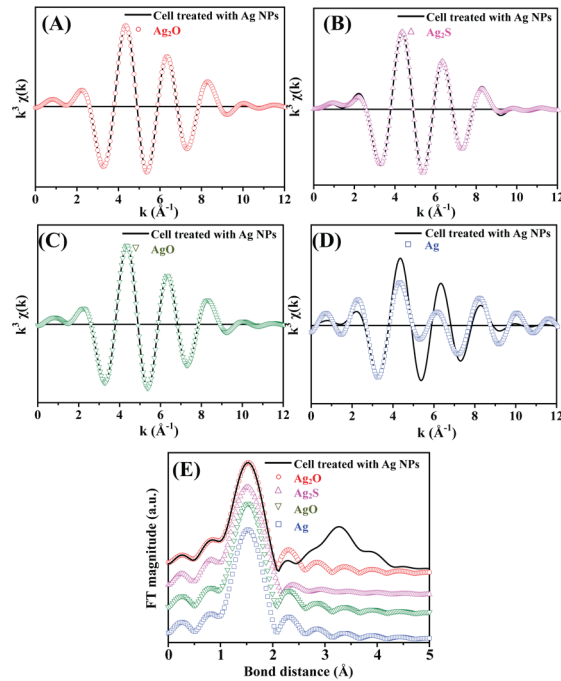 (A)
Cell treated with Ag NPs
Ag₂O
k³ χ(k)
0 2 4 6 8 10 12
k (Å⁻¹)
(B)
Cell treated with Ag NPs
Ag₂S
k³ χ(k)
0 2 4 6 8 10 12
k (Å⁻¹)
(C)
Cell treated with Ag NPs
AgO
k³ χ(k)
0 2 4 6 8 10 12
k (Å⁻¹)
(D)
Cell treated with Ag NPs
Ag
k³ χ(k)
0 2 4 6 8 10 12
k (Å⁻¹)
(E)
Cell treated with Ag NPs
Ag₂O
Ag₂S
AgO
Ag
FT magnitude (a.u.)
0 1 2 3 4 5
Bond distance (Å)